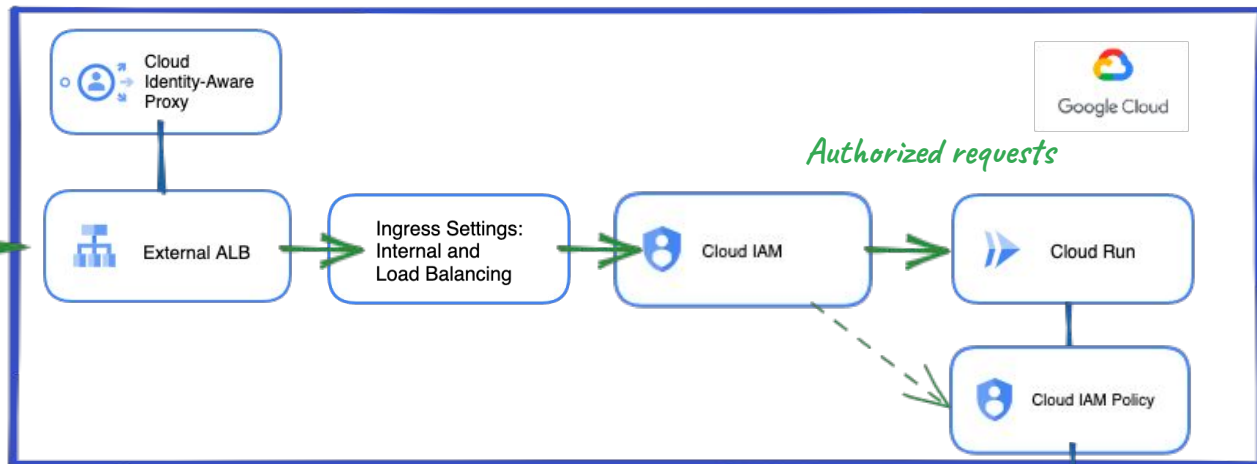 Cloud
Identity-Aware
Proxy
Google Cloud
Authorized requests
External ALB
Ingress Settings:
Internal and
Load Balancing
Cloud IAM
Cloud Run
Cloud IAM Policy